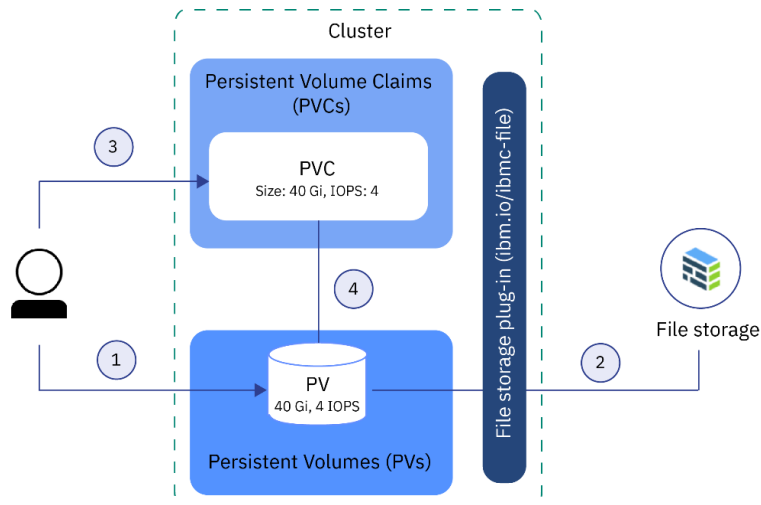 Cluster
Persistent Volume Claims
(PVCs)
3
PVC
Size: 40 Gi, IOPS: 4
4
File storage plug-in (ibm.io/ibmc-file)
File storage
1
2
PV
40 Gi, 4 IOPS
Persistent Volumes (PVs)